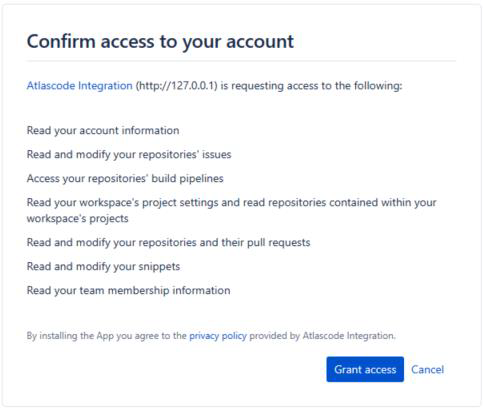 Confirm access to your account
Atlascode Integration (http://127.0.0.1) is requesting access to the following:
Read your account information
Read and modify your repositories' issues
Access your repositories' build pipelines
Read your workspace's project settings and read repositories contained within your
workspace's projects
Read and modify your repositories and their pull requests
Read and modify your snippets
Read your team membership information
By installing the App you agree to the privacy policy provided by Atlascode Integration.
Grant access Cancel